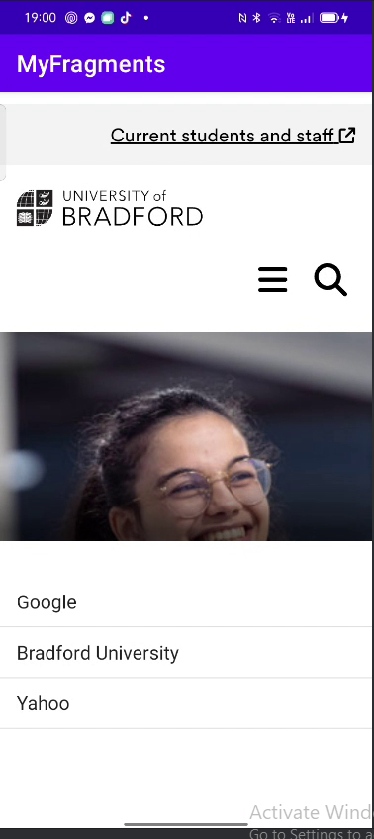 19:00
MyFragments
Current students and staff
UNIVERSITY of
BRADFORD
Google
Bradford University
Yahoo
Activate Wind
Go to Settings to a